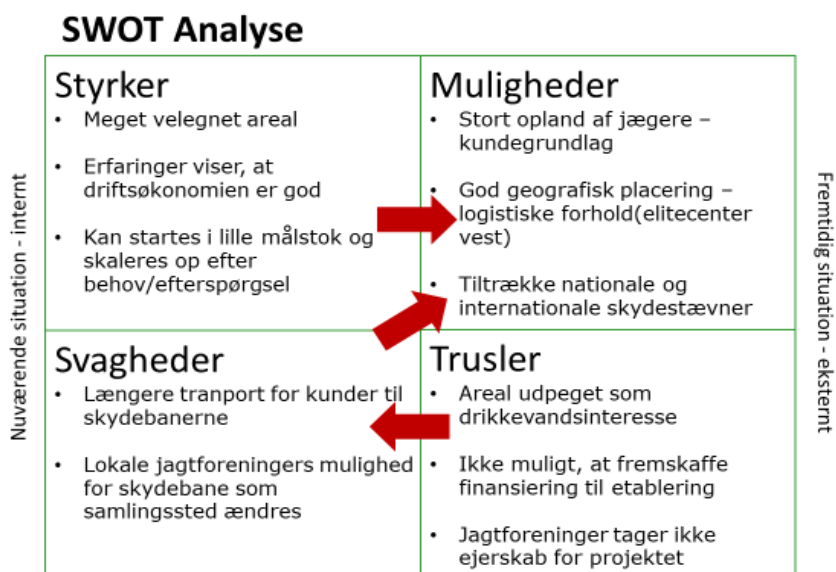 SWOT Analyse
Nuværende situation - internt
Styrker
• Meget velegnet areal
• Erfaringer viser, at
driftsøkonomien er god
• Kan startes i lille målstok og
skaleres op efter
behov/efterspørgsel
Muligheder
• Stort opland af jægere –
kundegrundlag
• God geografisk placering –
logistiske forhold(elitecenter
vest)
• Tiltrække nationale og
internationale skydestævner
Svagheder
• Længere tranport for kunder til
skydebanerne
• Lokale jagtforeningers mulighed
for skydebane som
samlingssted ændres
Trusler
• Areal udpeget som
drikkevandsinteresse
• Ikke muligt, at fremskaffe
finansiering til etablering
• Jagtforeninger tager ikke
ejerskab for projektet
Fremtidig situation - eksternt